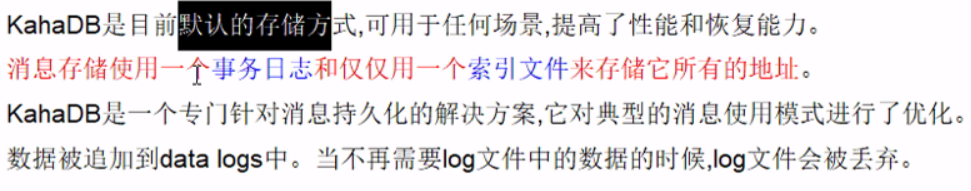 KahaDB是目前默认的存储方式,可用于任何场景,提高了性能和恢复能力。
消息存储使用一个事务日志和仅仅用一个索引文件来存储它所有的地址。
KahaDB是一个专门针对消息持久化的解决方案,它对典型的消息使用模式进行了优化。
数据被追加到data logs中。当不再需要log文件中的数据的时候,log文件会被丢弃。